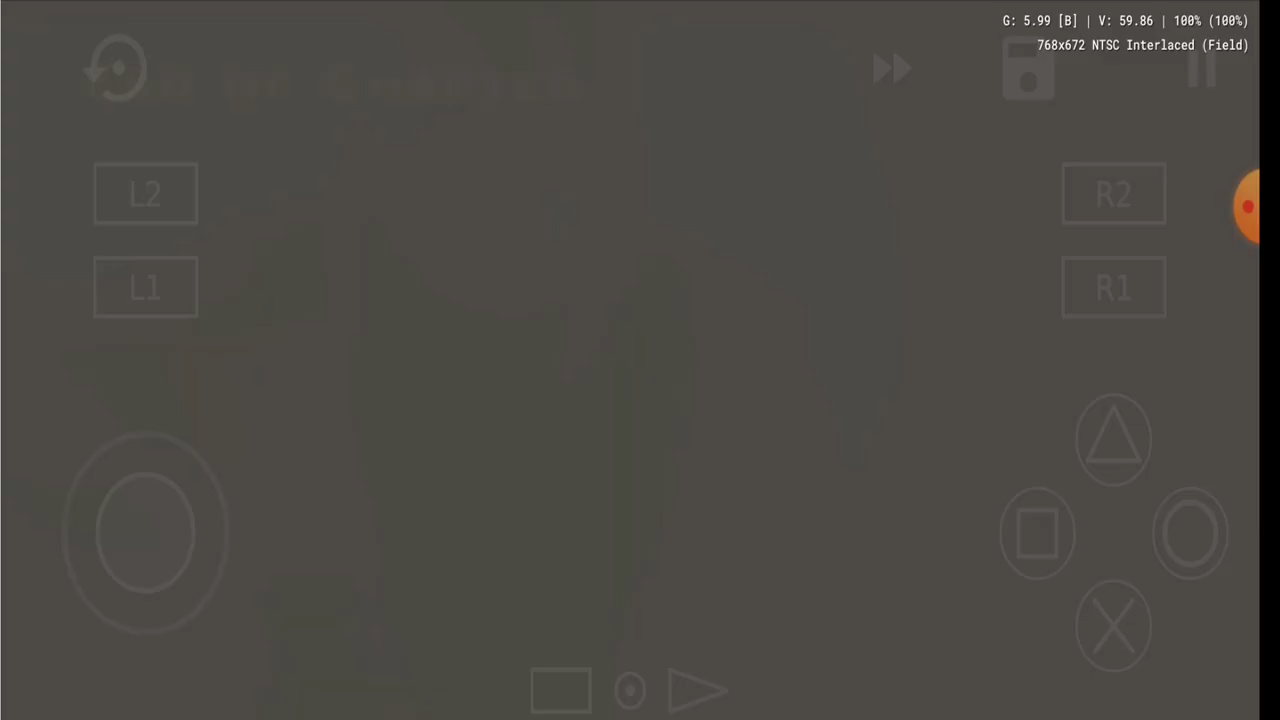 G: 5.99 [B] | V: 59.86 | 100% (100%)
768x672 NTSC Interlaced (Field)
L2
R2
L1
R1